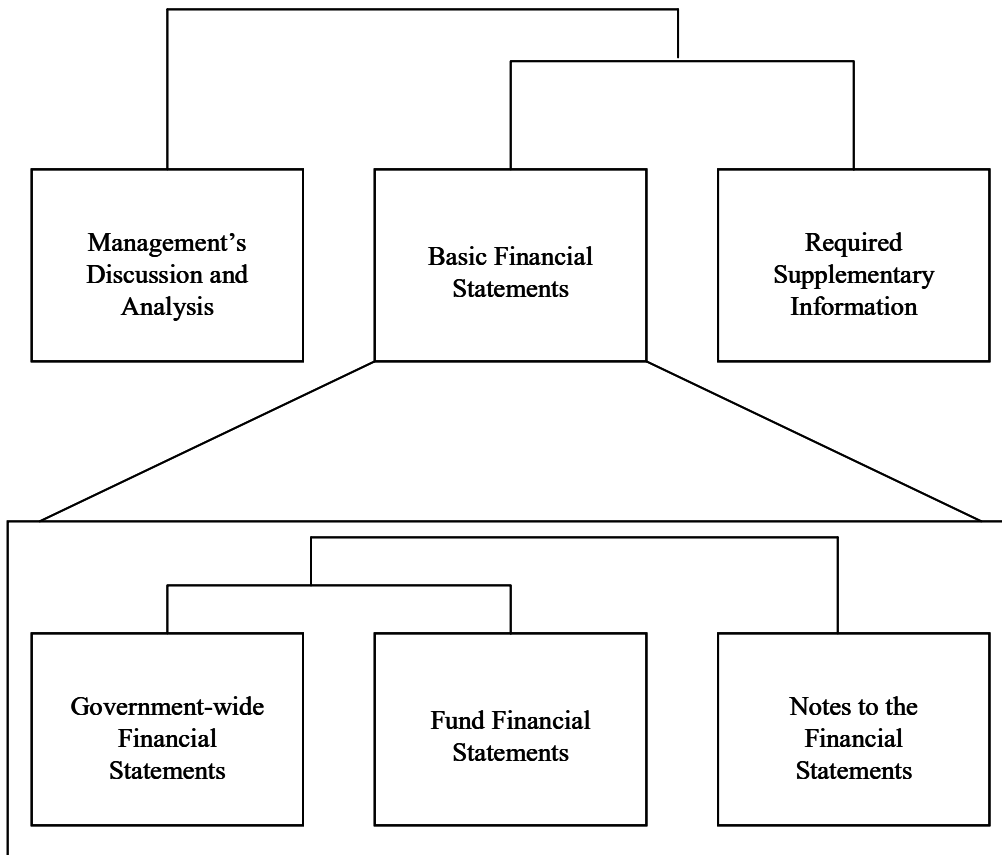 Management’s
Discussion and
Analysis
Basic Financial
Statements
Required
Supplementary
Information
Government-wide
Financial
Statements
Fund Financial
Statements
Notes to the
Financial
Statements